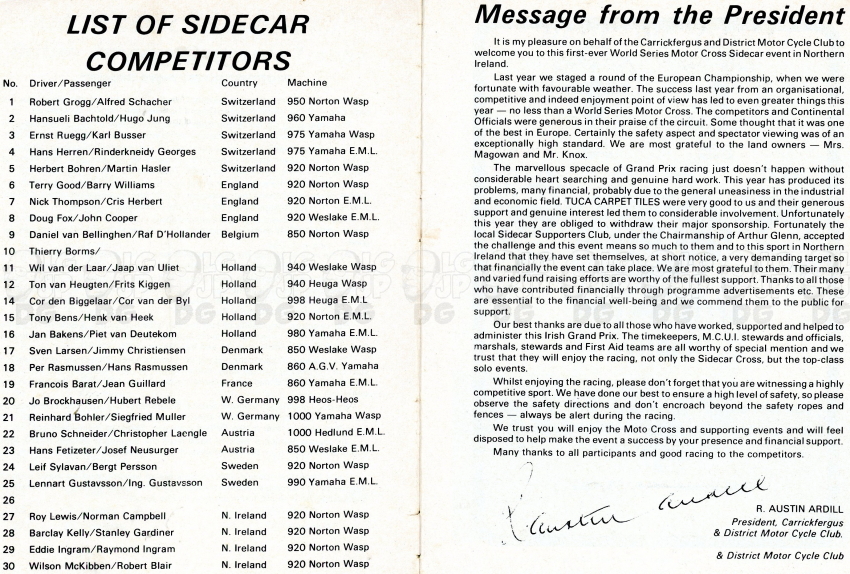 LIST OF SIDECAR
COMPETITORS
No. Driver/Passenger Country Machine
1 Robert Grogg/Alfred Schacher Switzerland 950 Norton Wasp
2 Hansueli Bachtold/Hugo Jung Switzerland 960 Yamaha
3 Ernst Ruegg/Karl Busser Switzerland 975 Yamaha Wasp
4 Hans Herren/Rinderkneidy Georges Switzerland 975 Yamaha E.M.L.
5 Herbert Bohren/Martin Hasler Switzerland 920 Norton Wasp
6 Terry Good/Barry Williams England 920 Norton Wasp
7 Nick Thompson/Cris Herbert England 920 Norton E.M.L.
8 Doug Fox/John Cooper England 920 Weslake E.M.L.
9 Daniel van Bellinghen/Raf D'Hollander Belgium 850 Norton Wasp
10 Thierry Borms/
11 Wil van der Laar/Jaap van Uliet Holland 940 Weslake Wasp
12 Ton van Heugten/Frits Kiggen Holland 940 Heuga Wasp
14 Cor den Biggelaar/Cor van der Byl Holland 998 Heuga E.M.L
15 Tony Bens/Henk van Heek Holland 920 Norton E.M.L.
16 Jan Bakens/Piet van Deutekom Holland 980 Yamaha E.M.L.
17 Sven Larsen/Jimmy Christiensen Denmark 850 Weslake Wasp
18 Per Rasmussen/Hans Rasmussen Denmark 860 A.G.V. Yamaha
19 Francois Barat/Jean Guillard France 860 Yamaha E.M.L.
20 Jo Brockhausen/Hubert Rebele W. Germany 998 Heos-Heos
21 Reinhard Bohler/Siegfried Muller W. Germany 1000 Yamaha Wasp
22 Bruno Schneider/Christopher Laengle Austria 1000 Hedlund E.M.L.
23 Hans Fetizeter/Josef Neusurger Austria 850 Weslake E.M.L.
24 Leif Sylavan/Bergt Persson Sweden 920 Norton Wasp
25 Lennart Gustavsson/Ing. Gustavsson Sweden 990 Yamaha E.M.L.
26
27 Roy Lewis/Norman Campbell N. Ireland 920 Norton Wasp
28 Barclay Kelly/Stanley Gardiner N. Ireland 920 Norton Wasp
29 Eddie Ingram/Raymond Ingram N. Ireland 920 Norton Wasp
30 Wilson McKibben/Robert Blair N. Ireland 920 Norton Wasp
Message from the President
It is my pleasure on behalf of the Carrickfergus and District Motor Cycle Club to
welcome you to this first-ever World Series Motor Cross Sidecar event in Northern
Ireland.
Last year we staged a round of the European Championship, when we were
fortunate with favourable weather. The success last year from an organisational,
competitive and indeed enjoyment point of view has led to even greater things this
year — no less than a World Series Motor Cross. The competitors and Continental
Officials were generous in their praise of the circuit. Some thought that it was one
of the best in Europe. Certainly the safety aspect and spectator viewing was of an
exceptionally high standard. We are most grateful to the land owners — Mrs.
Magowan and Mr. Knox.
The marvellous specacle of Grand Prix racing just doesn't happen without
considerable heart searching and genuine hard work. This year has produced its
problems, many financial, probably due to the general uneasiness in the industrial
and economic field. TUCA CARPET TILES were very good to us and their generous
support and genuine interest led them to considerable involvement. Unfortunately
this year they are obliged to withdraw their major sponsorship. Fortunately the
local Sidecar Supporters Club, under the Chairmanship of Arthur Glenn, accepted
the challenge and this event means so much to them and to this sport in Northern
Ireland that they have set themselves, at short notice, a very demanding target so
that financially the event can take place. We are most grateful to them. Their many
and varied fund raising efforts are worthy of the fullest support. Thanks to all those
who have contributed financially through programme advertisements etc. These
are essential to the financial well-being and we commend them to the public for
support.
Our best thanks are due to all those who have worked, supported and helped to
administer this Irish Grand Prix. The timekeepers, M.C.U.I. stewards and officials,
marshals, stewards and First Aid teams are all worthy of special mention and we
trust that they will enjoy the racing, not only the Sidecar Cross, but the top-class
solo events.
Whilst enjoying the racing, please don't forget that you are witnessing a highly
competitive sport. We have done our best to ensure a high level of safety, so please
observe the safety directions and don't encroach beyond the safety ropes and
fences — always be alert during the racing.
We trust you will enjoy the Moto Cross and supporting events and will feel
disposed to help make the event a success by your presence and financial support.
Many thanks to all participants and good racing to the competitors.
R Austin Ardill
R. AUSTIN ARDILL
President, Carrickfergus
& District Motor Cycle Club.
& District Motor Cycle Club